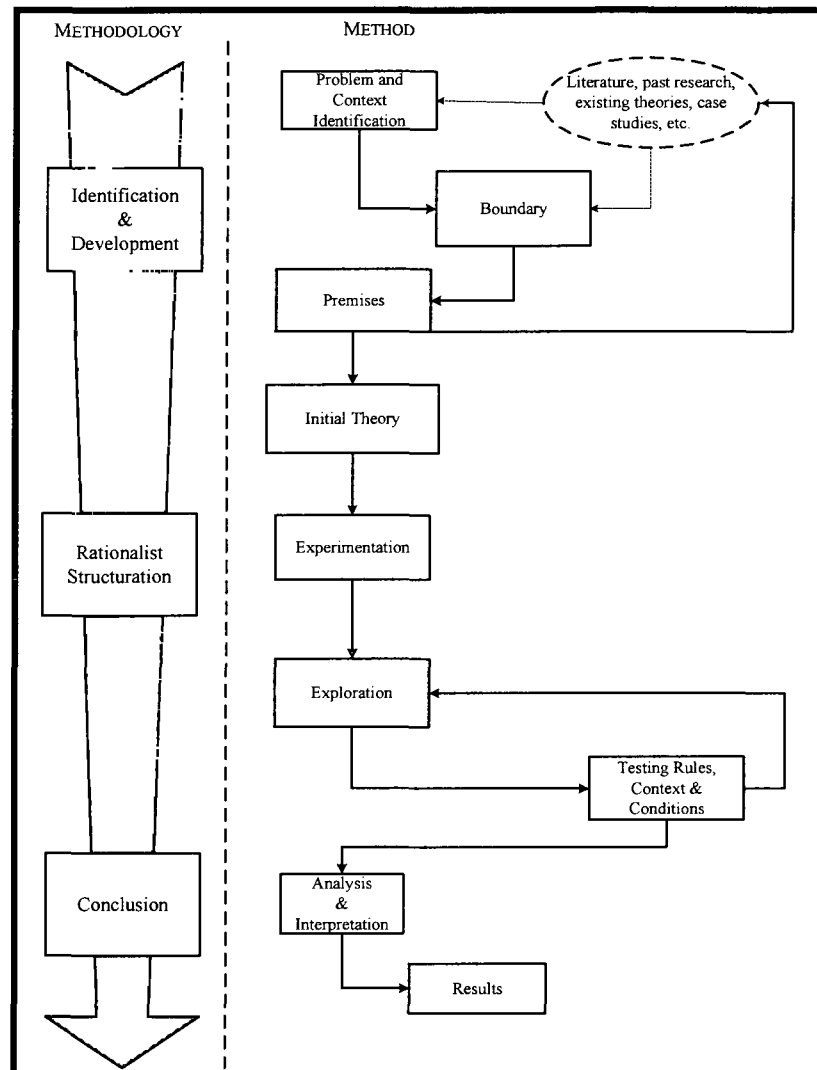 METHODOLOGY
METHOD
Problem and
Context
Identification
Literature, past research,
existing theories, case
studies, etc.
Identification
&
Development
Boundary
Premises
Initial Theory
Rationalist
Structuration
Experimentation
Exploration
Testing Rules,
Context &
Conditions
Conclusion
Analysis
&
Interpretation
Results